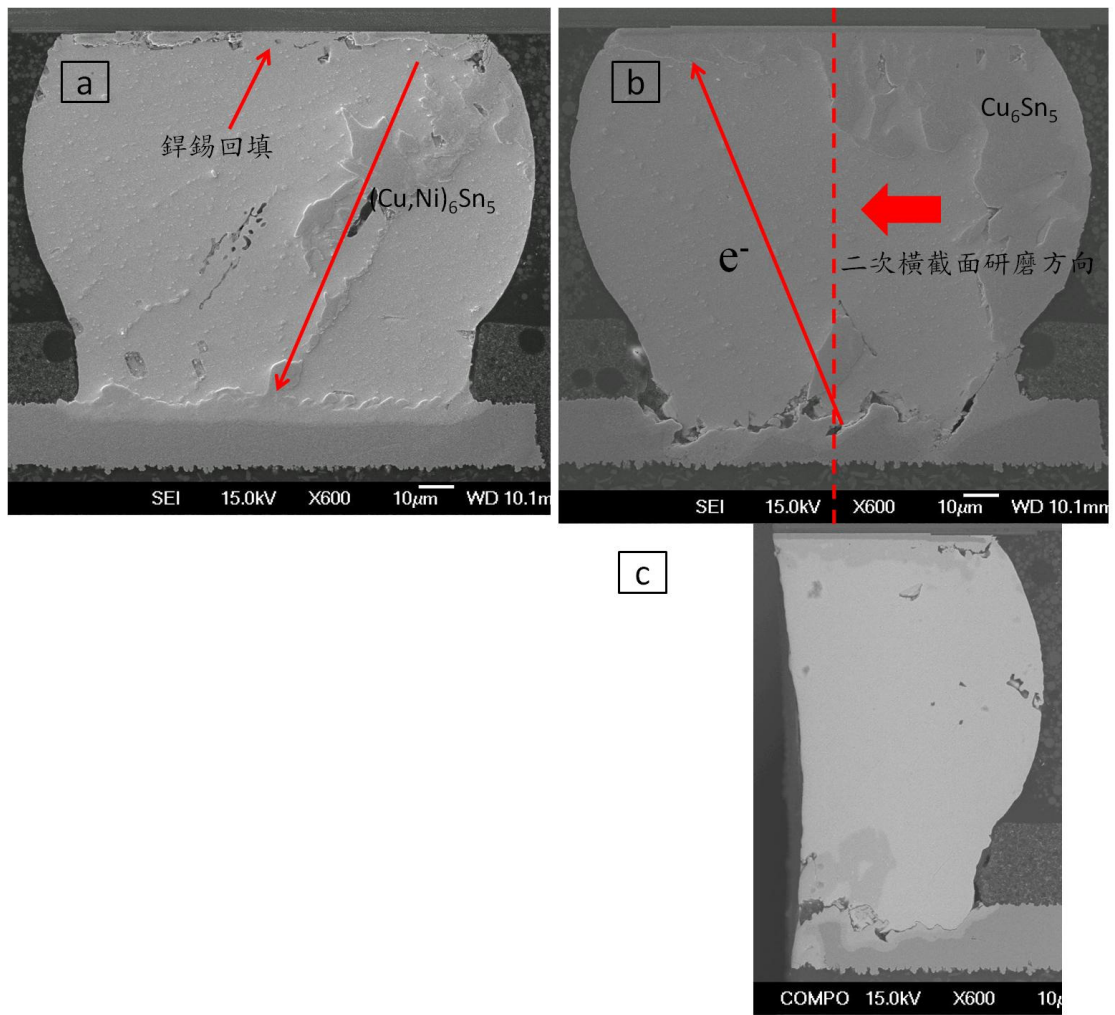 a
銲錫回填
(Cu,Ni)₆Sn₅
SEI 15.0kV X600 10μm WD 10.1m
b
Cu₆Sn₅
e⁻
二次橫截面研磨方向
SEI 15.0kV X600 10μm WD 10.1mm
c
COMPO 15.0kV X600 10μ